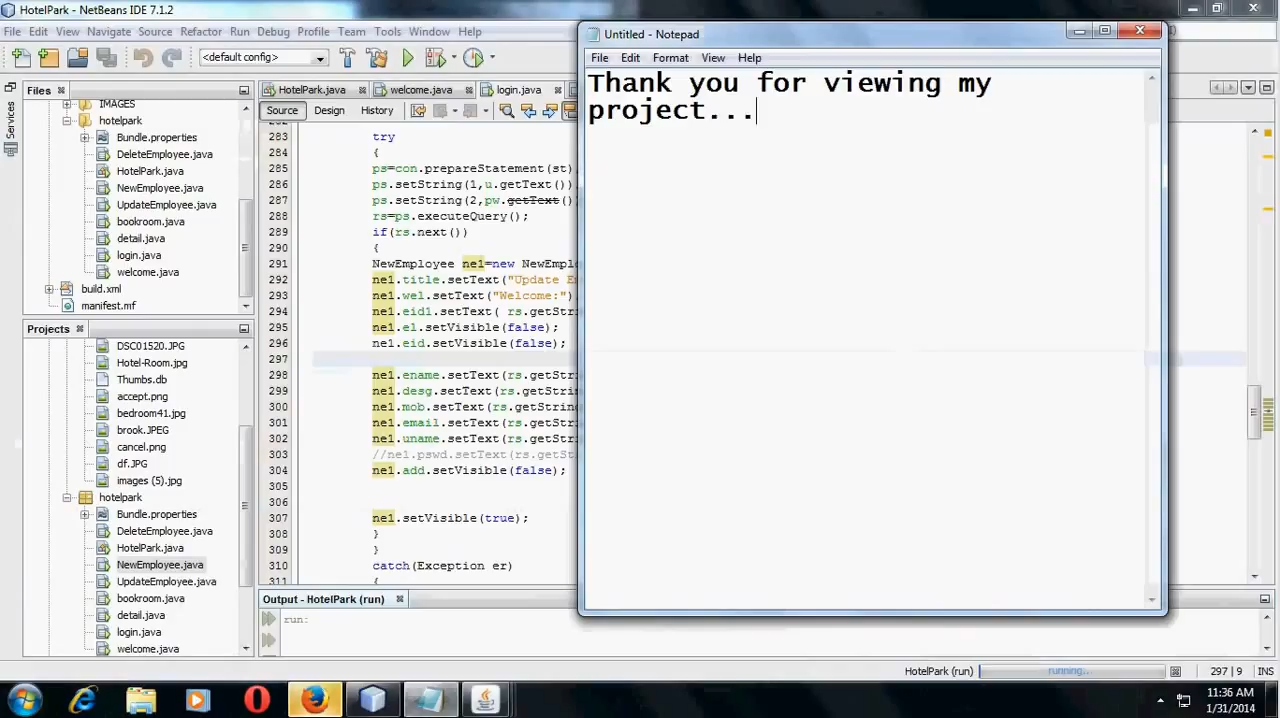 HotelPark - NetBeans IDE 7.1.2
File Edit View Navigate Source Refactor Run Debug Profile Team Tools Window Help
<default config>
Files
IMAGES
hotelpark
Bundle.properties
DeleteEmployee.java
HotelPark.java
NewEmployee.java
UpdateEmployee.java
bookroom.java
detail.java
login.java
welcome.java
build.xml
manifest.mf
Services
Projects
DSC01520.JPG
Hotel-Room.jpg
Thumbs.db
accept.png
bedroom41.jpg
brook.JPEG
cancel.png
df.JPG
images (5).jpg
hotelpark
Bundle.properties
DeleteEmployee.java
HotelPark.java
NewEmployee.java
UpdateEmployee.java
bookroom.java
detail.java
login.java
welcome.java
HotelPark.java welcome.java login.java
Source Design History
283 try
284 {
285 ps=con.prepareStatement(st)
286 ps.setString(1,u.getText())
287 ps.setString(2,pw.getText()
288 rs=ps.executeQuery();
289 if(rs.next())
290 {
291 NewEmployee ne1=new NewEmpl
292 ne1.title.setText("Update E
293 ne1.wel.setText("Welcome:")
294 ne1.eid1.setText( rs.getStr
295 ne1.el.setVisible(false);
296 ne1.eid.setVisible(false);
297
298 ne1.ename.setText(rs.getStr
299 ne1.desg.setText(rs.getStri
300 ne1.mob.setText(rs.getStrin
301 ne1.email.setText(rs.getStr
302 ne1.uname.setText(rs.getStr
303 //ne1.pswd.setText(rs.getSt
304 ne1.add.setVisible(false);
305
306
307 ne1.setVisible(true);
308 }
309 }
310 catch(Exception er)
311 {
Output - HotelPark (run)
run:
Untitled - Notepad
File Edit Format View Help
Thank you for viewing my
project...
HotelPark (run) running.. 297 | 9 INS
11:36 AM
1/31/2014